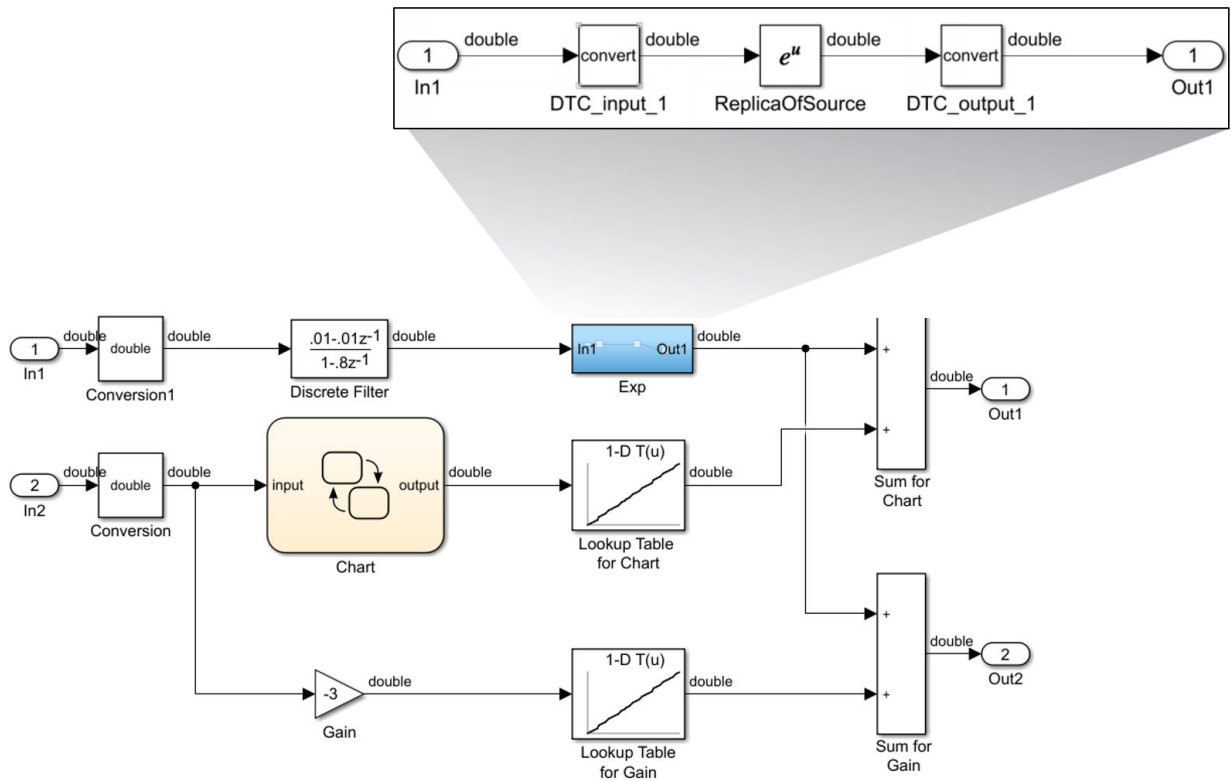 double
double
double
double
1
convert
e^u
convert
1
In1
DTC_input_1
ReplicaOfSource
DTC_output_1
Out1
double
double
double
double
1
double
.01-.01z-1
1-.8z-1
In1
Out1
+
In1
Conversion1
Discrete Filter
Exp
double
1
Out1
+
1-D T(u)
double
double
double
double
2
double
input
output
In2
Conversion
Chart
Lookup Table
for Chart
Sum for
Chart
+
double
2
Out2
1-D T(u)
double
double
-3
+
Gain
Lookup Table
for Gain
Sum for
Gain